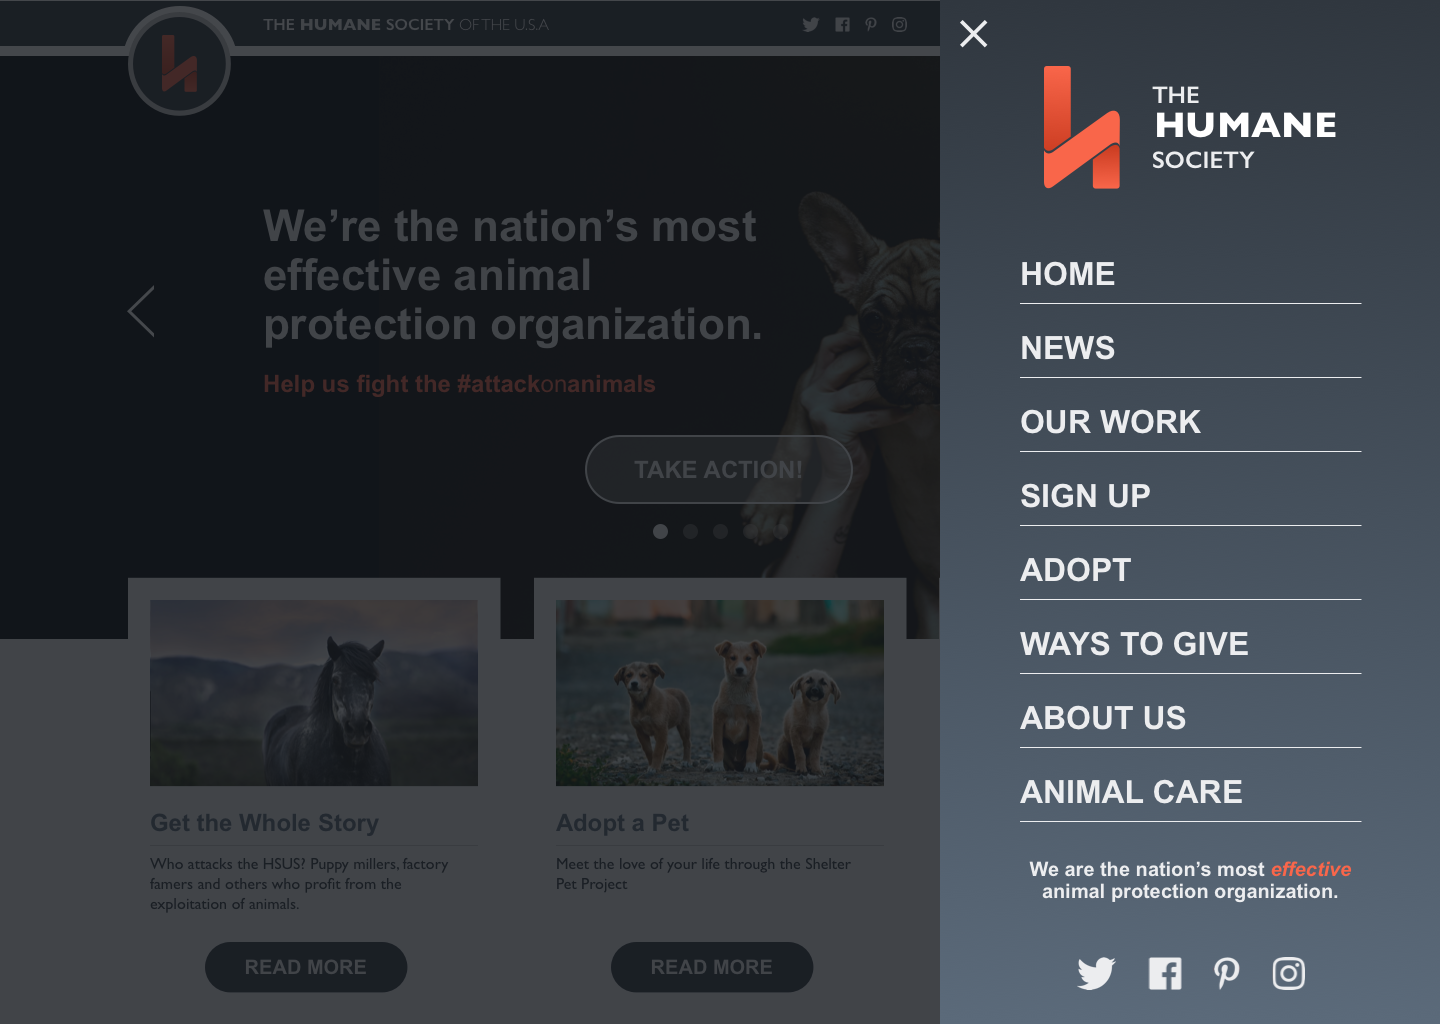 THE HUMANE SOCIETY OF THE U.S.A
We’re the nation’s most
effective animal
protection organization.
Help us fight the #attackonanimals
TAKE ACTION!
Get the Whole Story
Who attacks the HSUS? Puppy millers, factory
famers and others who profit from the
exploitation of animals.
READ MORE
Adopt a Pet
Meet the love of your life through the Shelter
Pet Project
READ MORE
THE
HUMANE
SOCIETY
HOME
NEWS
OUR WORK
SIGN UP
ADOPT
WAYS TO GIVE
ABOUT US
ANIMAL CARE
We are the nation’s most effective
animal protection organization.